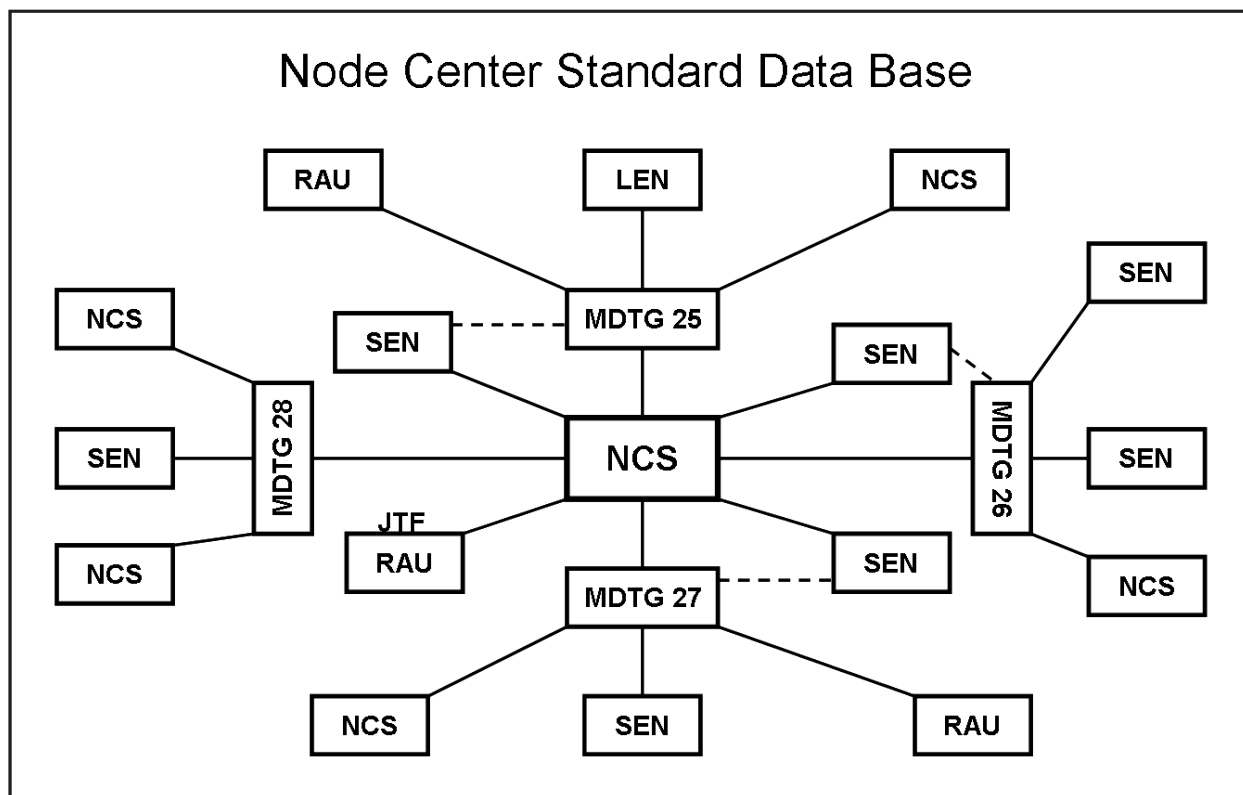 Node Center Standard Data Base
RAU
LEN
NCS
SEN
NCS
MDTG 25
SEN
SEN
MDTG 28
MDTG 26
SEN
NCS
SEN
JTF
RAU
SEN
NCS
MDTG 27
NCS
NCS
SEN
RAU